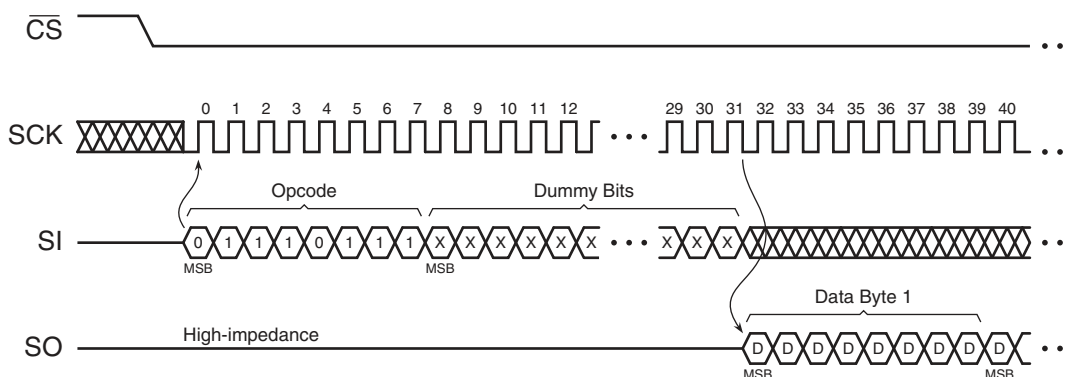 CS
0 1 2 3 4 5 6 7 8 9 10 11 12 29 30 31 32 33 34 35 36 37 38 39 40
SCK
Opcode Dummy Bits
SI 0 1 1 1 0 1 1 1 X X X X X X X X X
MSB MSB
Data Byte 1
High-impedance
SO D D D D D D D D D
MSB MSB